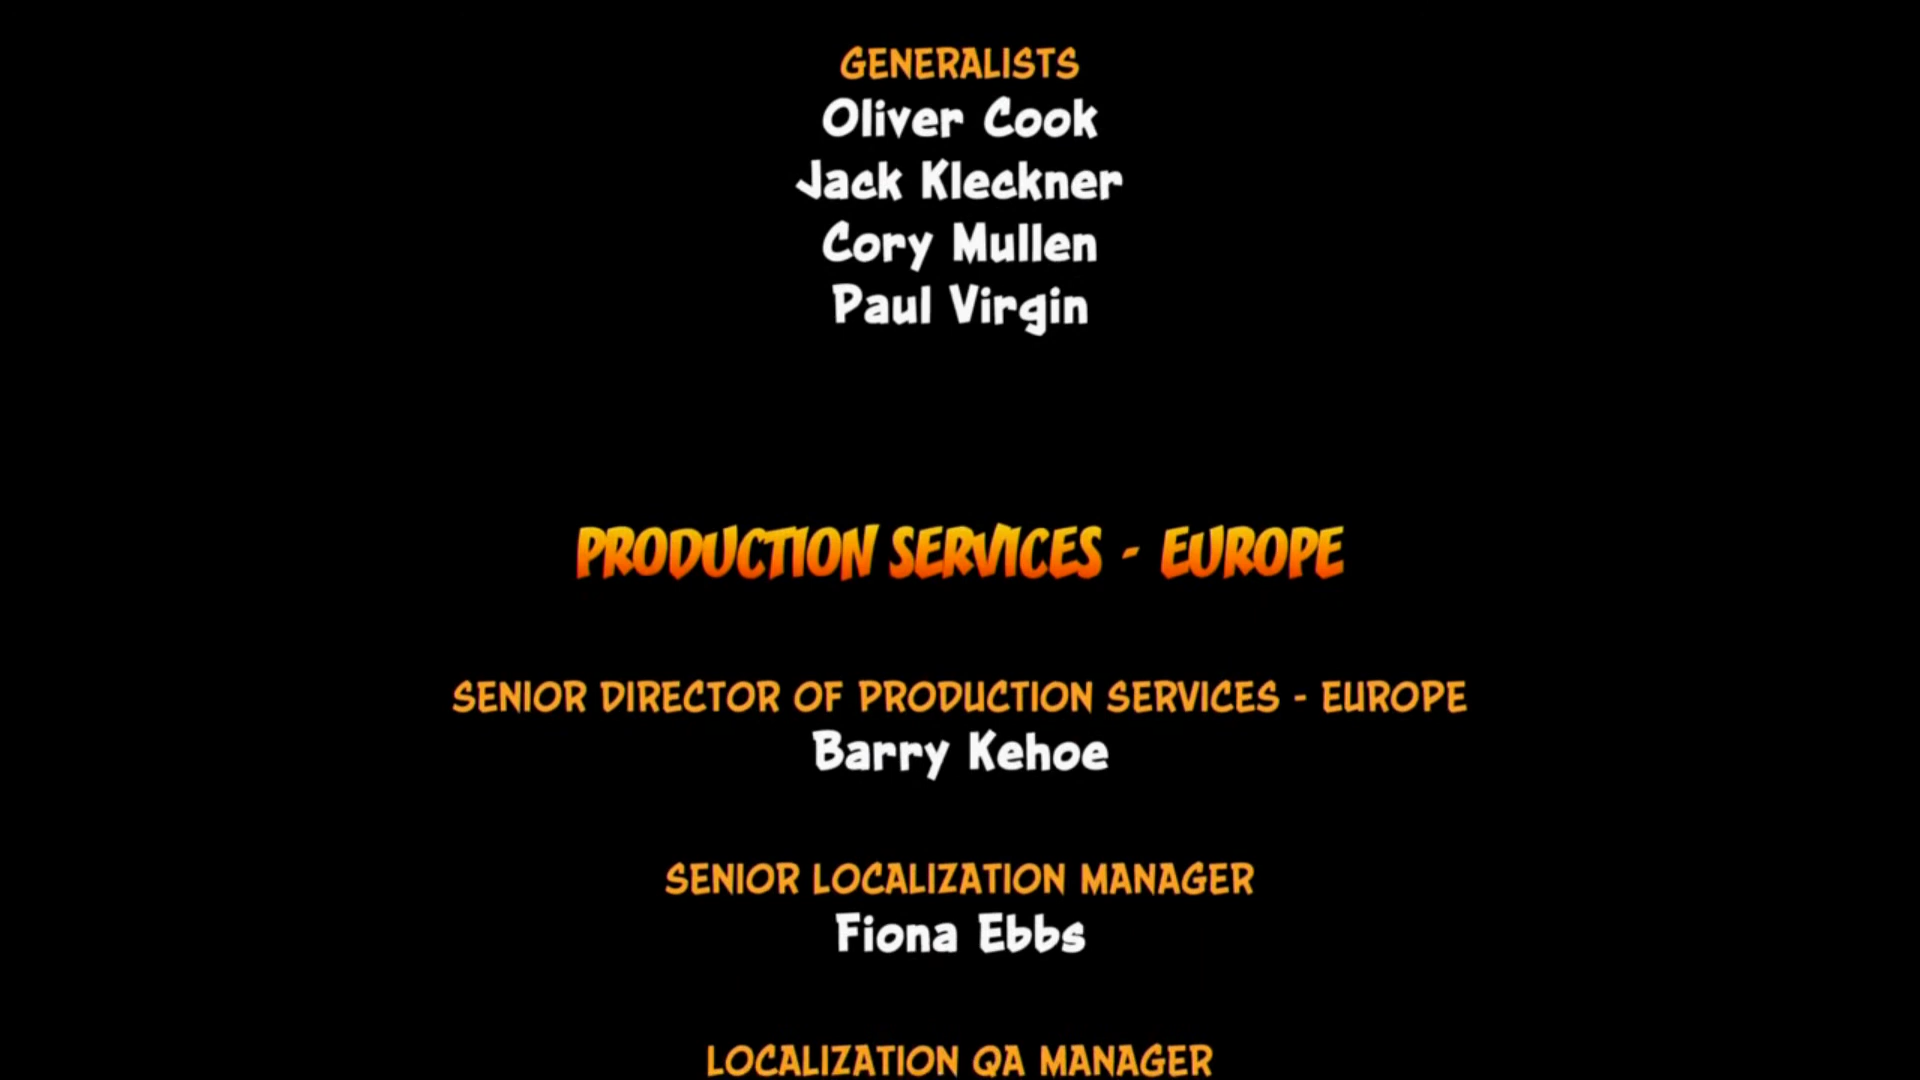 GENERALISTS
Oliver Cook
Jack Kleckner
Cory Mullen
Paul Virgin
PRODUCTION SERVICES - EUROPE
SENIOR DIRECTOR OF PRODUCTION SERVICES - EUROPE
Barry Kehoe
SENIOR LOCALIZATION MANAGER
Fiona Ebbs
LOCALIZATION QA MANAGER